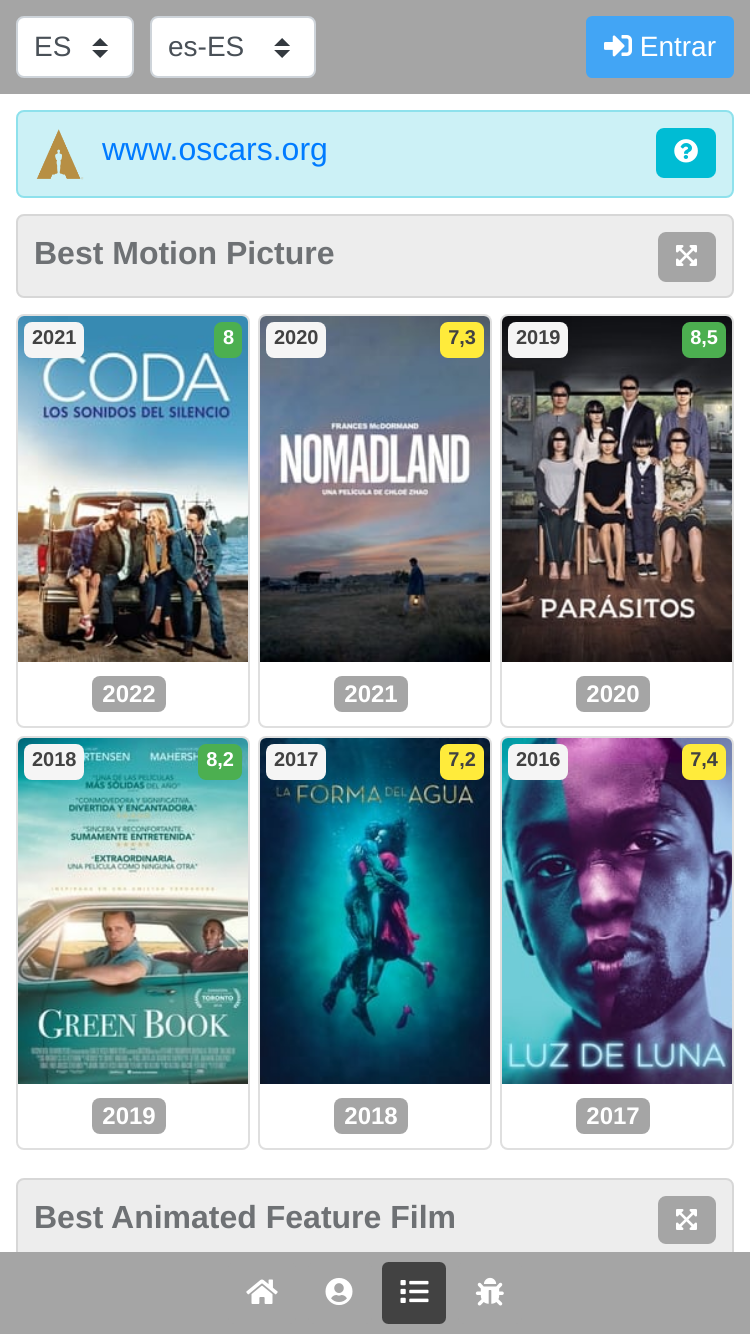 ES
es-ES
Entrar
www.oscars.org
Best Motion Picture
2021
8
CODA
LOS SONIDOS DEL SILENCIO
2022
2020
7,3
FRANCES McDORMAND
NOMADLAND
UNA PELÍCULA DE CHLOÉ ZHAO
2021
2019
8,5
PARÁSITOS
2020
2018
8,2
RTENSEN MAHERSH
"UNA DE LAS PELÍCULAS
MÁS SÓLIDAS DEL AÑO"
"CONMOVEDORA Y SIGNIFICATIVA.
DIVERTIDA Y ENCANTADORA"
"SINCERA Y RECONFORTANTE.
SUMAMENTE ENTRETENIDA"
"EXTRAORDINARIA.
UNA PELÍCULA COMO NINGUNA OTRA"
TORONTO
GREEN BOOK
2019
2017
7,2
LA FORMA DEL AGUA
2018
2016
7,4
LUZ DE LUNA
2017
Best Animated Feature Film